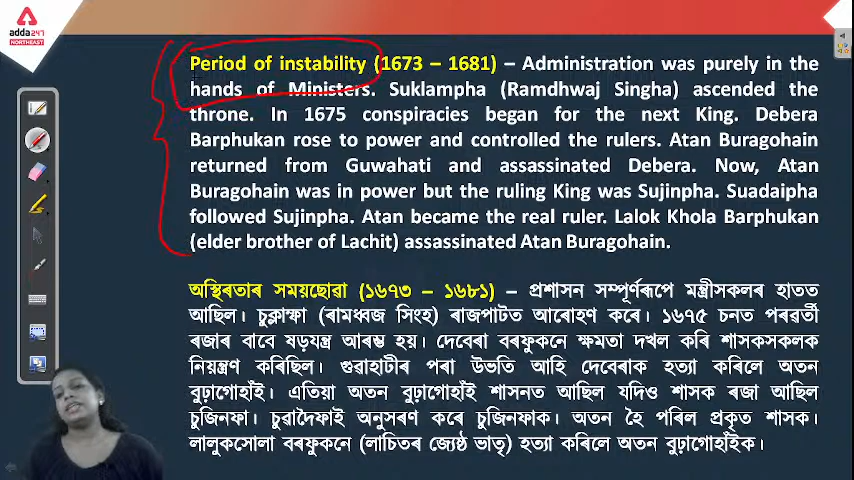 adda247
NORTHEAST
Period of instability (1673 – 1681) – Administration was purely in the
hands of Ministers. Suklampha (Ramdhwaj Singha) ascended the
throne. In 1675 conspiracies began for the next King. Debera
Barphukan rose to power and controlled the rulers. Atan Buragohain
returned from Guwahati and assassinated Debera. Now, Atan
Buragohain was in power but the ruling King was Sujinpha. Suadaipha
followed Sujinpha. Atan became the real ruler. Lalok Khola Barphukan
(elder brother of Lachit) assassinated Atan Buragohain.
অস্থিৰতাৰ সময়ছোৱা (১৬৭৩ – ১৬৮১) – প্ৰশাসন সম্পূৰ্ণৰূপে মন্ত্ৰীসকলৰ হাতত
আছিল। চুক্লাম্ফা (ৰামধ্বজ সিংহ) ৰাজপাটত আৰোহণ কৰে। ১৬৭৫ চনত পৰৱৰ্তী
ৰজাৰ বাবে ষড়যন্ত্ৰ আৰম্ভ হয়। দেবেৰা বৰফুকনে ক্ষমতা দখল কৰি শাসকসকলক
নিয়ন্ত্ৰণ কৰিছিল। গুৱাহাটীৰ পৰা উভতি আহি দেবেৰাক হত্যা কৰিলে অতন
বুঢ়াগোহাঁই। এতিয়া অতন বুঢ়াগোহাঁই শাসনত আছিল যদিও শাসক ৰজা আছিল
চুজিনফা। চুৱাদৈফাই অনুসৰণ কৰে চুজিনফাক। অতন হৈ পৰিল প্ৰকৃত শাসক।
লালুকসোলা বৰফুকনে (লাচিতৰ জ্যেষ্ঠ ভাতৃ) হত্যা কৰিলে অতন বুঢ়াগোহাঁইক।